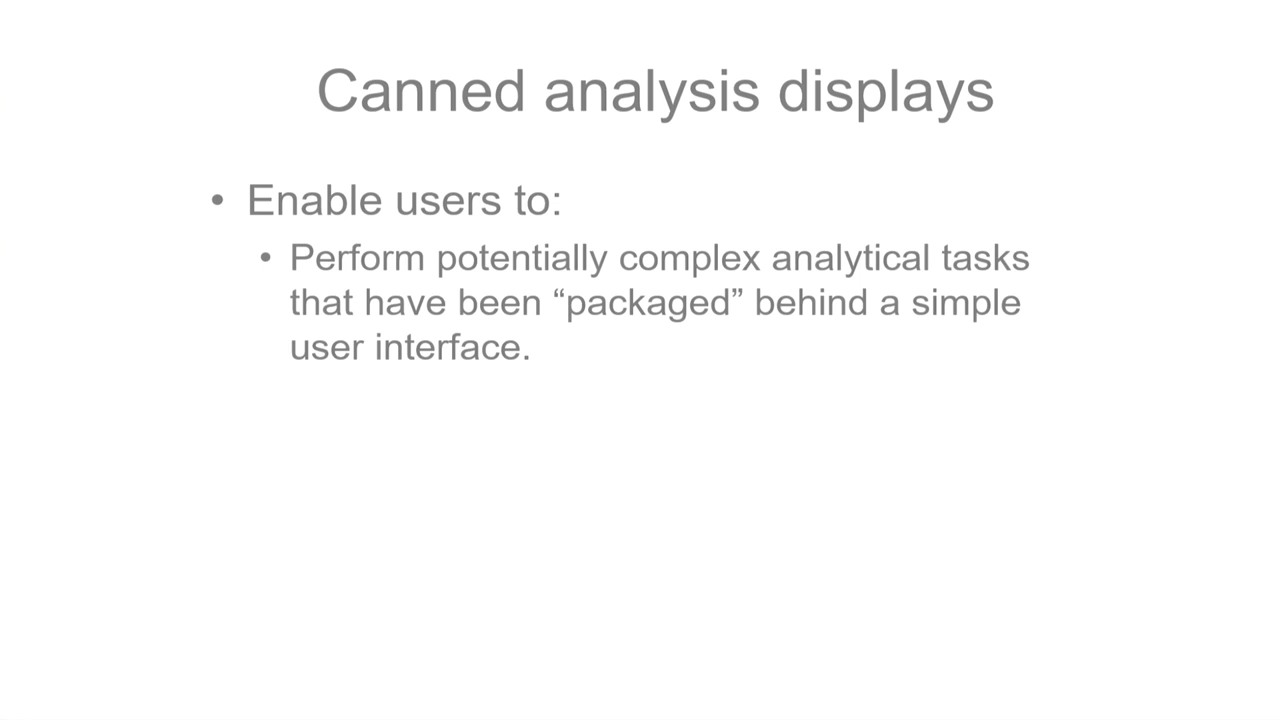 Canned analysis displays
• Enable users to:
• Perform potentially complex analytical tasks
that have been “packaged” behind a simple
user interface.